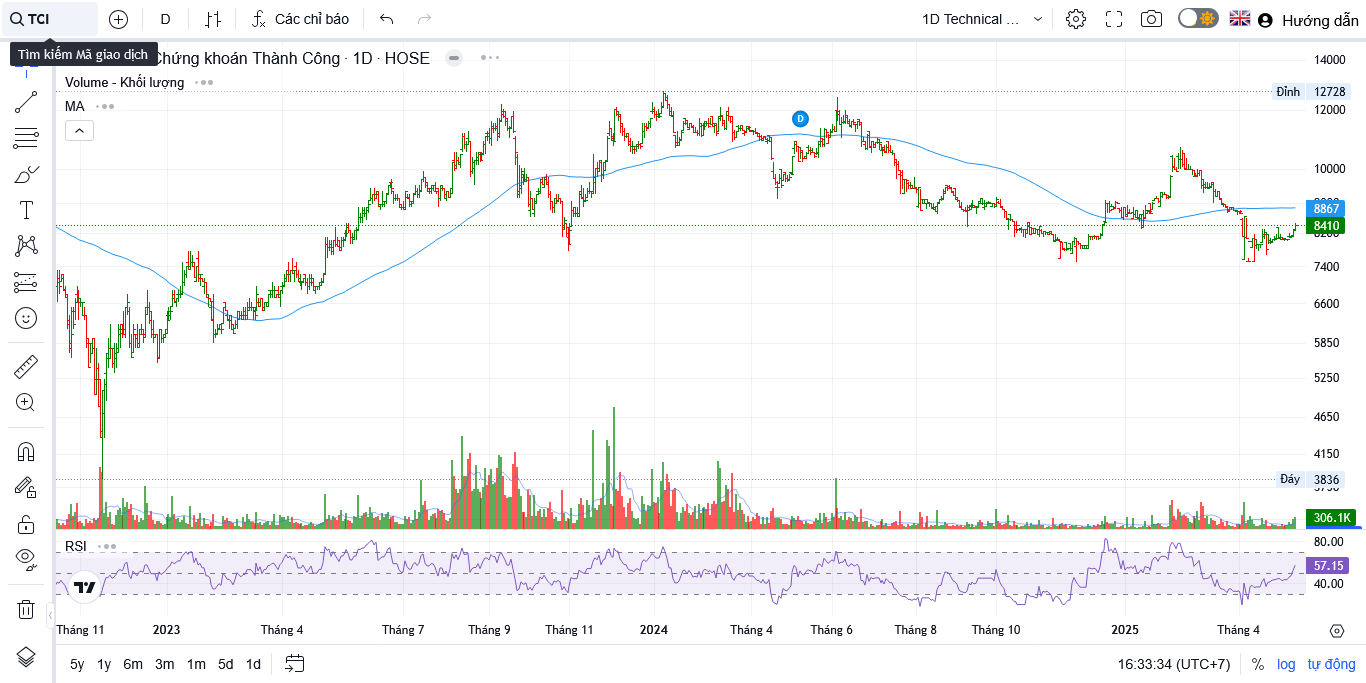 TCI
D
Các chỉ báo
1D Technical ...
Hướng dẫn
Tìm kiếm Mã giao dịch
Chứng khoán Thành Công · 1D · HOSE
Volume - Khối lượng
MA
14000
Đỉnh 12728
12000
10000
8867
8410
8200
7400
6600
5850
5250
4650
4150
Đáy 3836
306.1K
RSI
80.00
57.15
40.00
Tháng 11 2023 Tháng 4 Tháng 7 Tháng 9 Tháng 11 2024 Tháng 4 Tháng 6 Tháng 8 Tháng 10 2025 Tháng 4
5y 1y 6m 3m 1m 5d 1d
16:33:34 (UTC+7) % log tự động